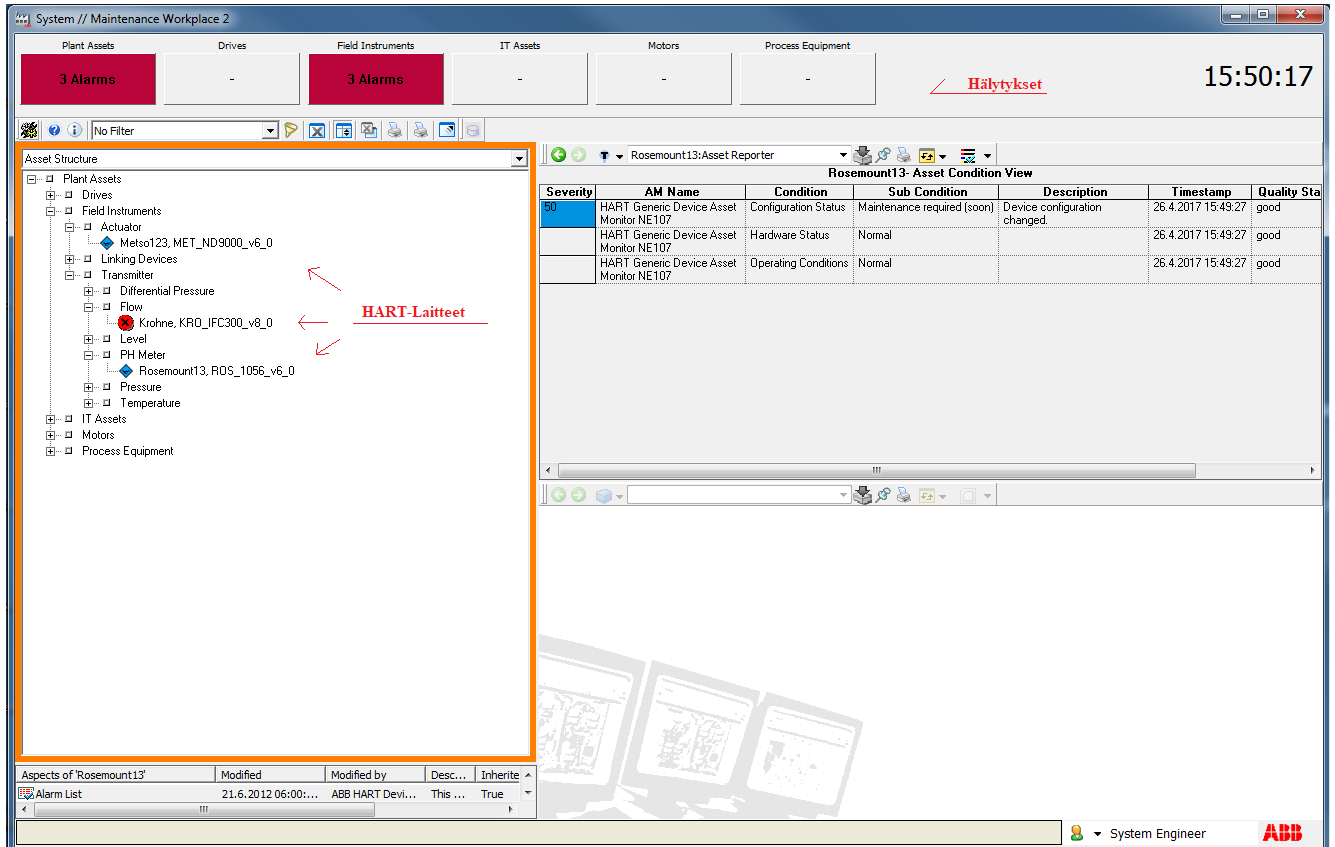 System // Maintenance Workplace 2
Plant Assets Drives Field Instruments IT Assets Motors Process Equipment
3 Alarms - 3 Alarms - - -
Hälytykset
15:50:17
No Filter
Asset Structure
Plant Assets
Drives
Field Instruments
Actuator
Metso123, MET_ND9000_v6_0
Linking Devices
Transmitter
Differential Pressure
Flow
Krohne, KRO_IFC300_v8_0
Level
PH Meter
Rosemount13, ROS_1056_v6_0
Pressure
Temperature
IT Assets
Motors
Process Equipment
HART-Laitteet
Aspects of 'Rosemount13' Modified Modified by Desc... Inherite
Alarm List 21.6.2012 06:00:... ABB HART Devi... This ... True
Rosemount13:Asset Reporter
Rosemount13- Asset Condition View
Severity AM Name Condition Sub Condition Description Timestamp Quality Sta
50 HART Generic Device Asset Configuration Status Maintenance required (soon) Device configuration 26.4.2017 15:49:27 good
Monitor NE107 changed.
HART Generic Device Asset Hardware Status Normal 26.4.2017 15:49:27 good
Monitor NE107
HART Generic Device Asset Operating Conditions Normal 26.4.2017 15:49:27 good
Monitor NE107
System Engineer
ABB